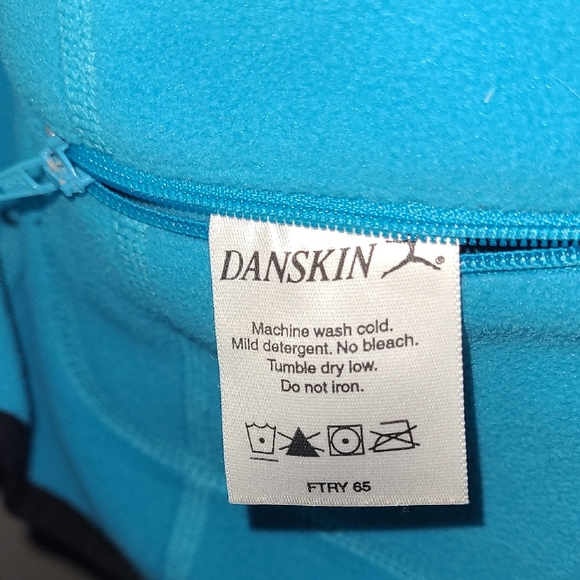 DANSKIN ®
Machine wash cold.
Mild detergent. No bleach.
Tumble dry low.
Do not iron.
FTRY 65